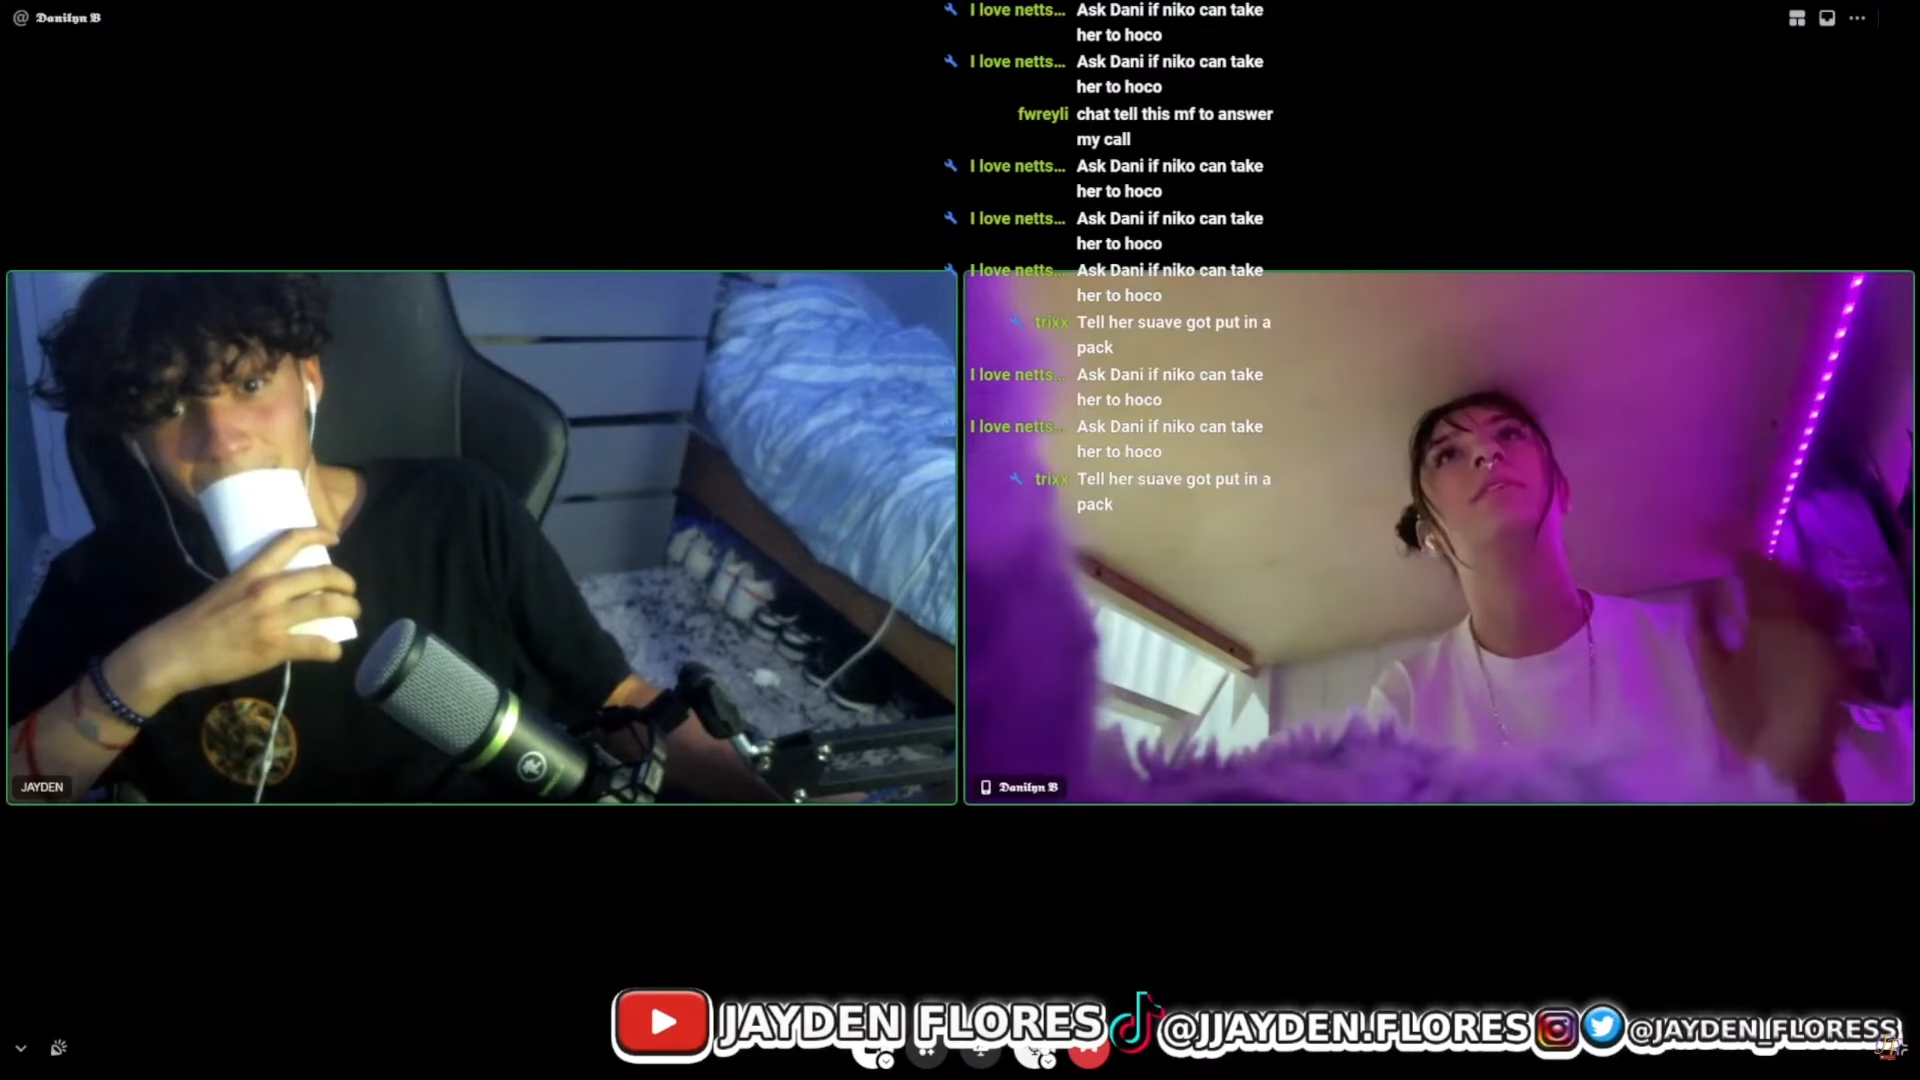 @ Danilyn B
I love netts... Ask Dani if niko can take
her to hoco
I love netts... Ask Dani if niko can take
her to hoco
fwreyli chat tell this mf to answer
my call
I love netts... Ask Dani if niko can take
her to hoco
I love netts... Ask Dani if niko can take
her to hoco
I love netts... Ask Dani if niko can take
her to hoco
trixx Tell her suave got put in a
pack
I love netts... Ask Dani if niko can take
her to hoco
I love netts... Ask Dani if niko can take
her to hoco
trixx Tell her suave got put in a
pack
JAYDEN
Danilyn B
JAYDEN FLORES @JJAYDEN.FLORES @JAYDEN_FLORESS